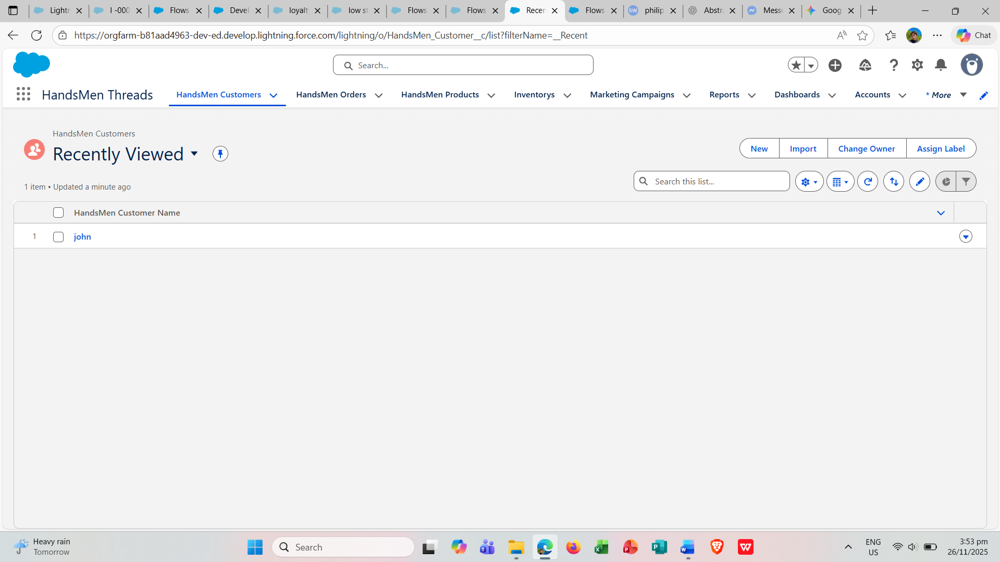 Lightn
I -000
Flows
Devel
loyalt
low st
Flows
Flows
Recen
Flows
SW philip
Abstra
Messe
Goog
https://orgfarm-b81aad4963-dev-ed.develop.lightning.force.com/lightning/o/HandsMen_Customer__c/list?filterName=__Recent
Chat
Search...
HandsMen Threads
HandsMen Customers
HandsMen Orders
HandsMen Products
Inventorys
Marketing Campaigns
Reports
Dashboards
Accounts
* More
HandsMen Customers
Recently Viewed
New
Import
Change Owner
Assign Label
1 item • Updated a minute ago
Search this list...
HandsMen Customer Name
1 john
Heavy rain
Tomorrow
Search
ENG
US
3:53 pm
26/11/2025